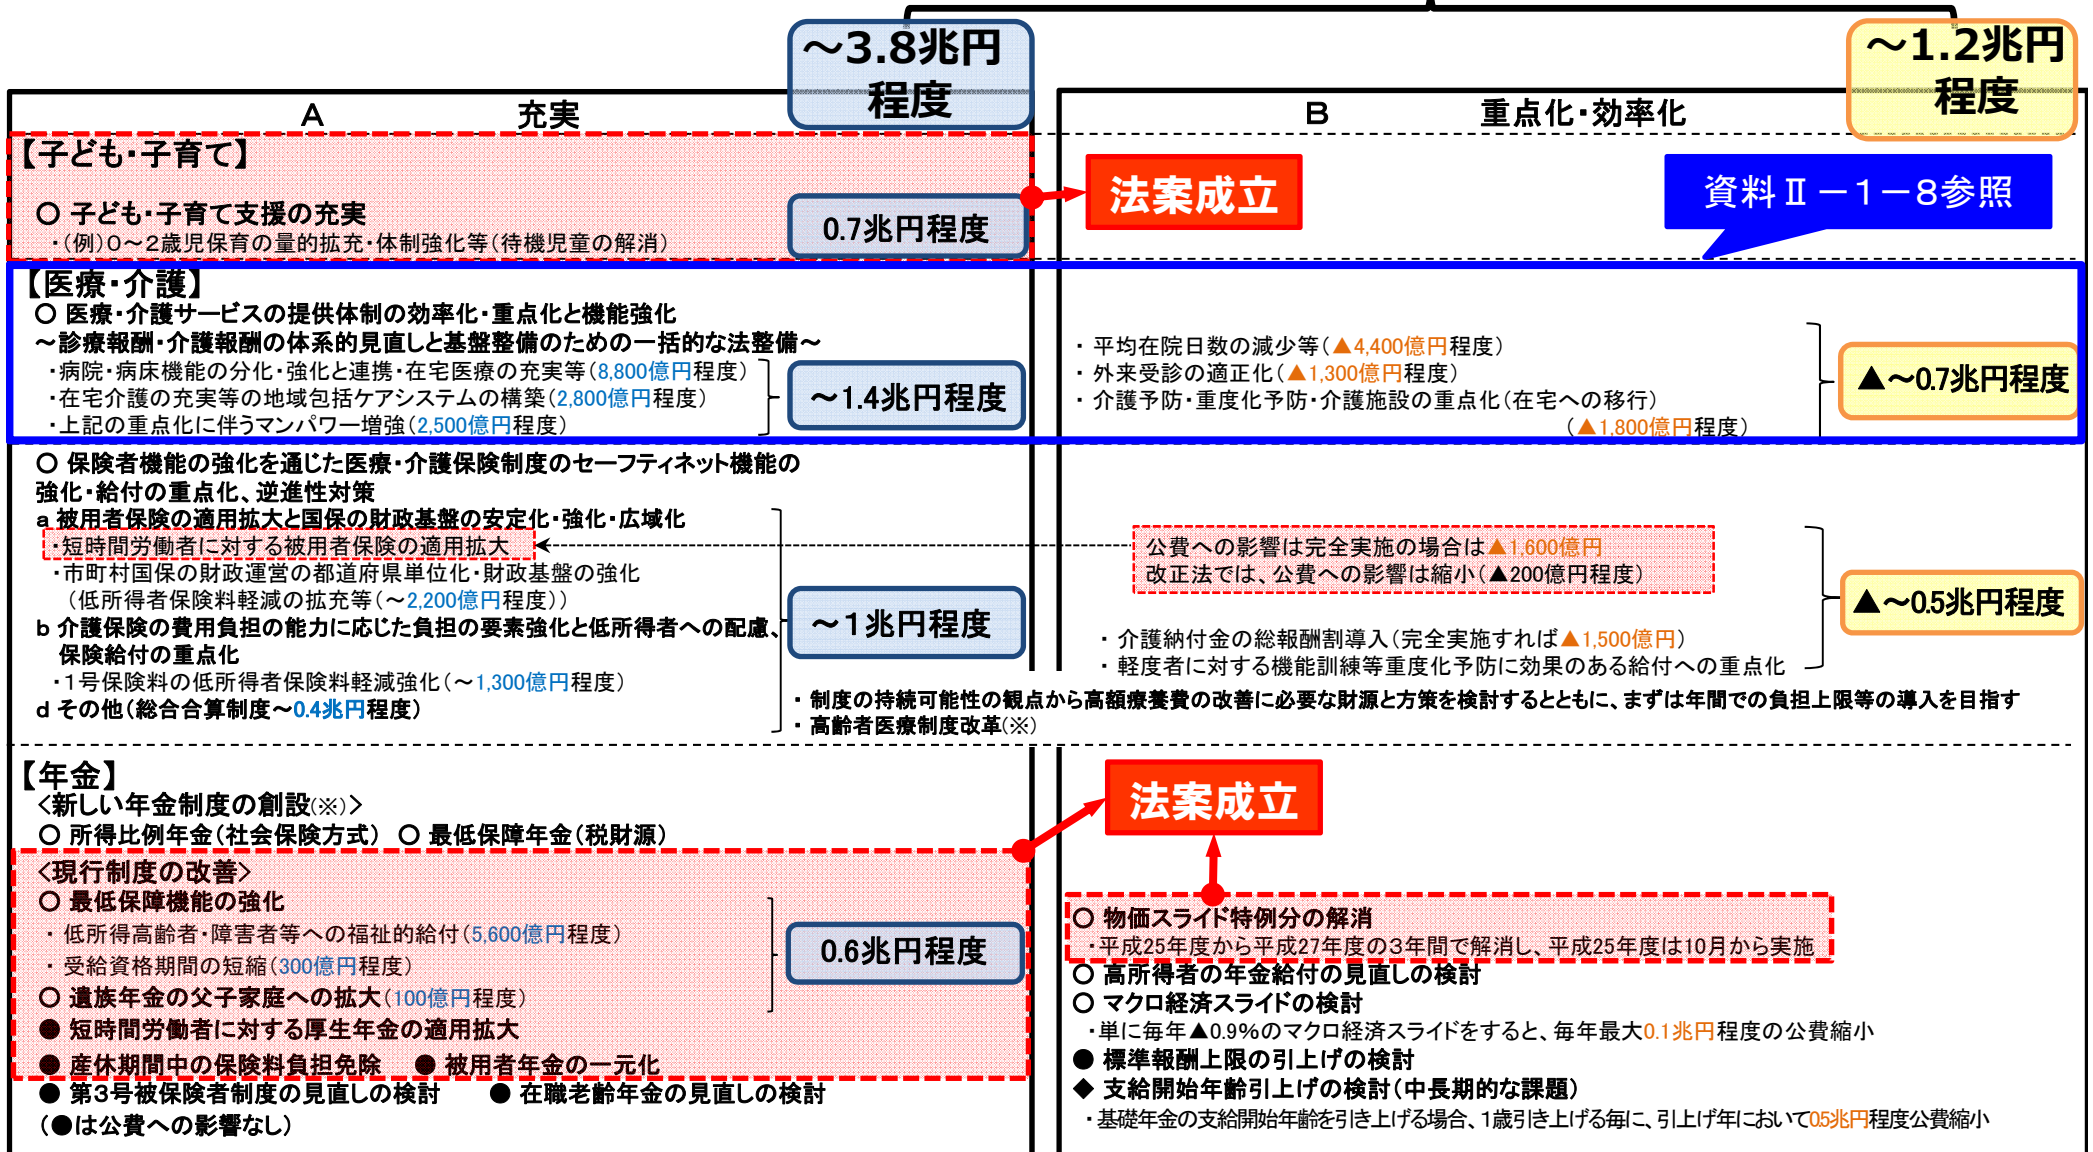 ～3.8兆円
程度
～1.2兆円
程度
A 充実
B 重点化・効率化
【子ども・子育て】
○ 子ども・子育て支援の充実
・(例)０～２歳児保育の量的拡充・体制強化等(待機児童の解消)
0.7兆円程度
法案成立
資料Ⅱ－１－８参照
【医療・介護】
○ 医療・介護サービスの提供体制の効率化・重点化と機能強化
～診療報酬・介護報酬の体系的見直しと基盤整備のための一括的な法整備～
・病院・病床機能の分化・強化と連携・在宅医療の充実等(8,800億円程度)
・在宅介護の充実等の地域包括ケアシステムの構築(2,800億円程度)
・上記の重点化に伴うマンパワー増強(2,500億円程度)
～1.4兆円程度
・ 平均在院日数の減少等(▲4,400億円程度)
・ 外来受診の適正化(▲1,300億円程度)
・ 介護予防・重度化予防・介護施設の重点化(在宅への移行)
(▲1,800億円程度)
▲～0.7兆円程度
○ 保険者機能の強化を通じた医療・介護保険制度のセーフティネット機能の
強化・給付の重点化、逆進性対策
a 被用者保険の適用拡大と国保の財政基盤の安定化・強化・広域化
・短時間労働者に対する被用者保険の適用拡大
・市町村国保の財政運営の都道府県単位化・財政基盤の強化
(低所得者保険料軽減の拡充等(～2,200億円程度))
b 介護保険の費用負担の能力に応じた負担の要素強化と低所得者への配慮、
保険給付の重点化
・１号保険料の低所得者保険料軽減強化(～1,300億円程度)
d その他(総合合算制度～0.4兆円程度)
～１兆円程度
公費への影響は完全実施の場合は▲1,600億円
改正法では、公費への影響は縮小(▲200億円程度)
・ 介護納付金の総報酬割導入(完全実施すれば▲1,500億円)
・ 軽度者に対する機能訓練等重度化予防に効果のある給付への重点化
▲～0.5兆円程度
・ 制度の持続可能性の観点から高額療養費の改善に必要な財源と方策を検討するとともに、まずは年間での負担上限等の導入を目指す
・ 高齢者医療制度改革(※)
【年金】
<新しい年金制度の創設(※)>
○ 所得比例年金(社会保険方式) ○ 最低保障年金(税財源)
<現行制度の改善>
○ 最低保障機能の強化
・ 低所得高齢者・障害者等への福祉的給付(5,600億円程度)
・ 受給資格期間の短縮(300億円程度)
○ 遺族年金の父子家庭への拡大(100億円程度)
● 短時間労働者に対する厚生年金の適用拡大
● 産休期間中の保険料負担免除 ● 被用者年金の一元化
● 第３号被保険者制度の見直しの検討 ● 在職老齢年金の見直しの検討
(●は公費への影響なし)
0.6兆円程度
法案成立
○ 物価スライド特例分の解消
・平成25年度から平成27年度の３年間で解消し、平成25年度は10月から実施
○ 高所得者の年金給付の見直しの検討
○ マクロ経済スライドの検討
・単に毎年▲0.9%のマクロ経済スライドをすると、毎年最大0.1兆円程度の公費縮小
● 標準報酬上限の引上げの検討
◆ 支給開始年齢引上げの検討(中長期的な課題)
・基礎年金の支給開始年齢を引き上げる場合、1歳引き上げる毎に、引上げ年において0.5兆円程度公費縮小